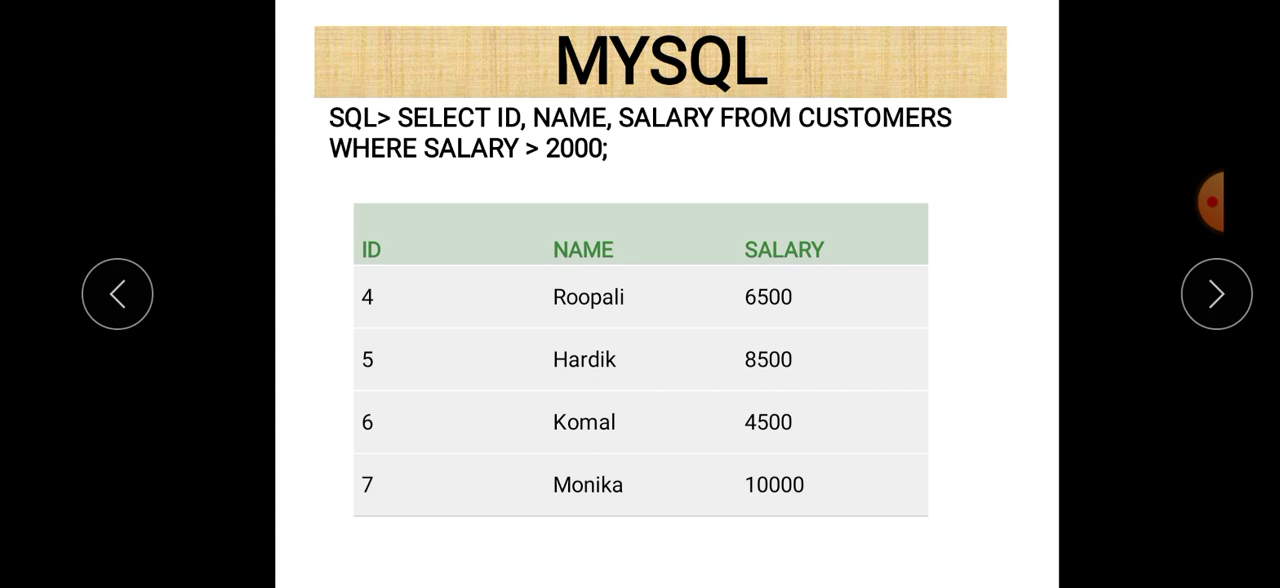 MYSQL
SQL> SELECT ID, NAME, SALARY FROM CUSTOMERS
WHERE SALARY > 2000;
ID NAME SALARY
4 Roopali 6500
5 Hardik 8500
6 Komal 4500
7 Monika 10000